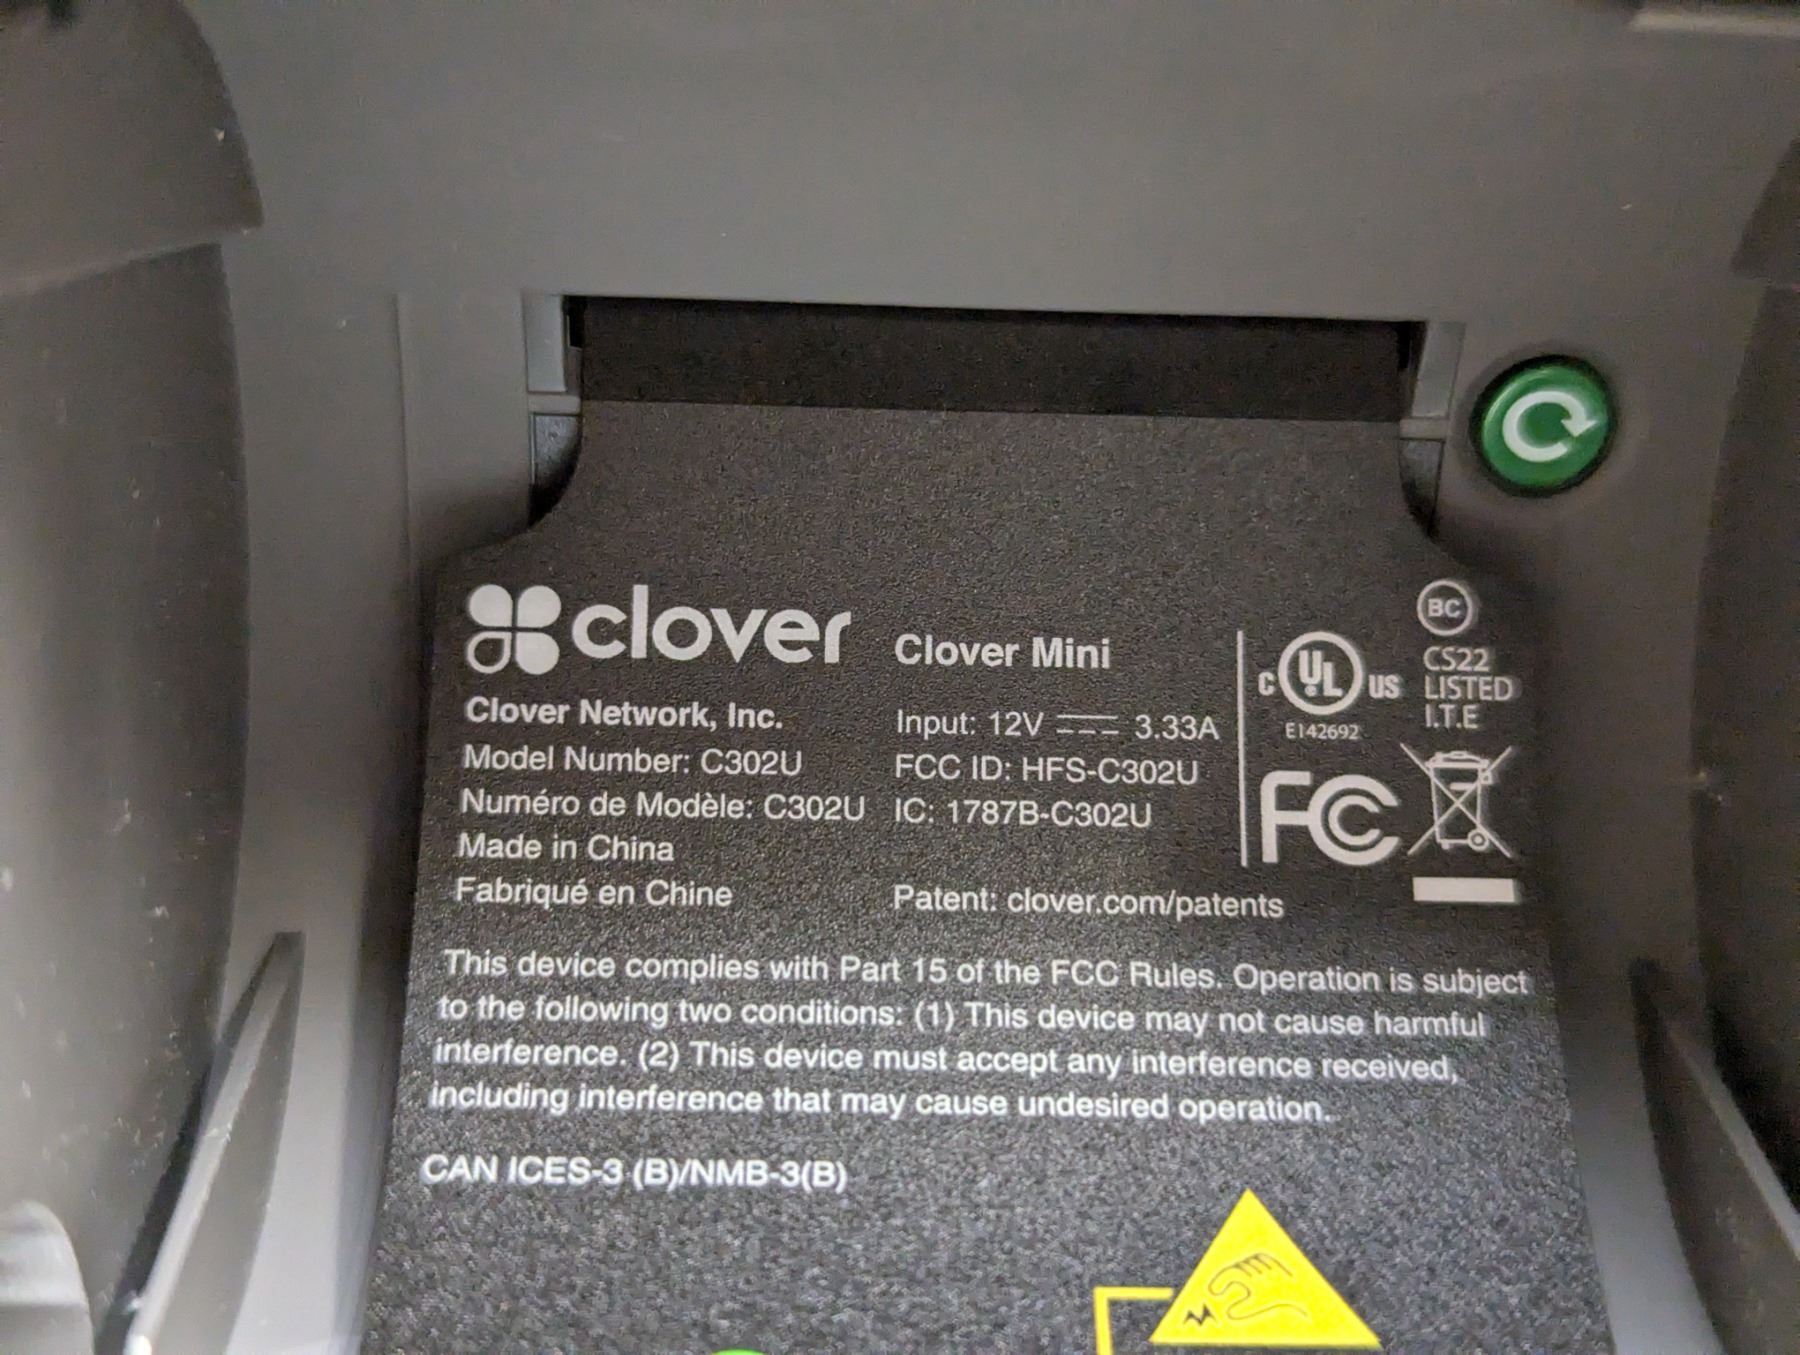 clover
Clover Mini
Clover Network, Inc.
Input: 12V 3.33A
Model Number: C302U
FCC ID: HFS-C302U
Numéro de Modèle: C302U
IC: 1787B-C302U
Made in China
Fabriqué en Chine
Patent: clover.com/patents
BC
C UL US
E142692
CS22
LISTED
I.T.E
FC
This device complies with Part 15 of the FCC Rules. Operation is subject
to the following two conditions: (1) This device may not cause harmful
interference. (2) This device must accept any interference received,
including interference that may cause undesired operation.
CAN ICES-3 (B)/NMB-3(B)